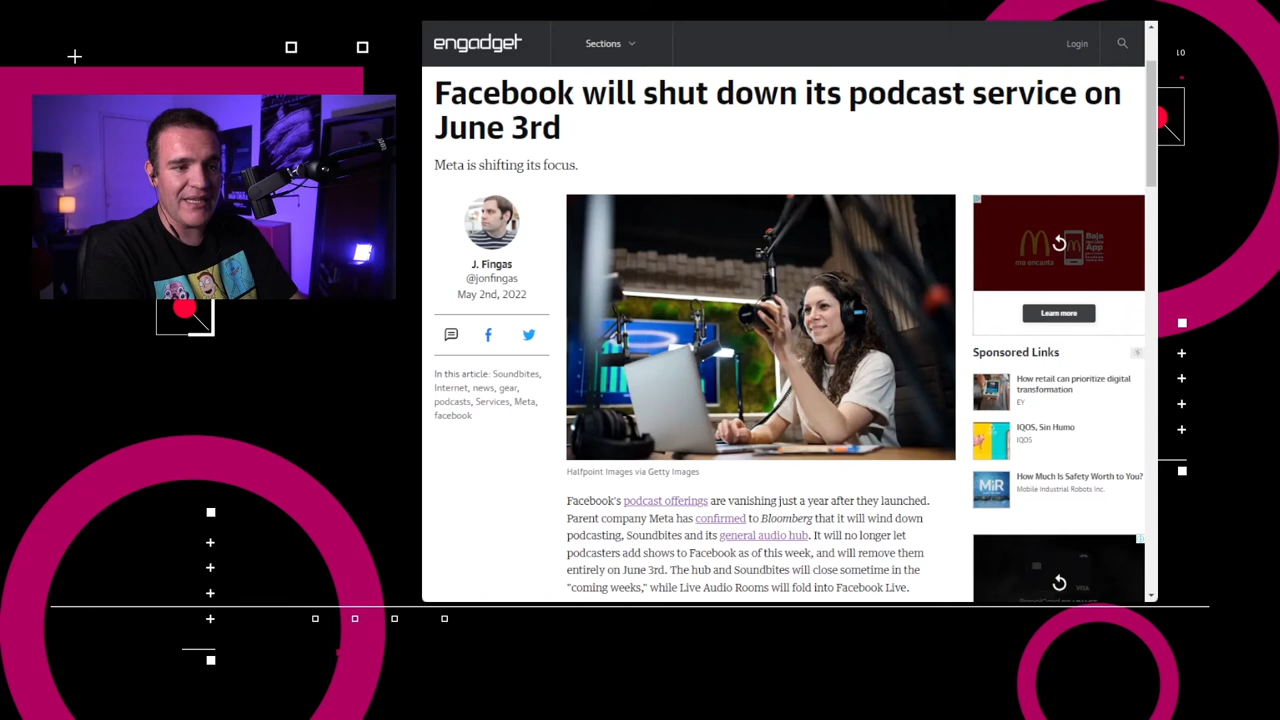 engadget
Sections
Login
Facebook will shut down its podcast service on
June 3rd
Meta is shifting its focus.
J. Fingas
@jonfingas
May 2nd, 2022
In this article: Soundbites,
Internet, news, gear,
podcasts, Services, Meta,
facebook
Halfpoint Images via Getty Images
Facebook's podcast offerings are vanishing just a year after they launched.
Parent company Meta has confirmed to Bloomberg that it will wind down
podcasting, Soundbites and its general audio hub. It will no longer let
podcasters add shows to Facebook as of this week, and will remove them
entirely on June 3rd. The hub and Soundbites will close sometime in the
"coming weeks," while Live Audio Rooms will fold into Facebook Live.
me encanta
Baja
App
Learn more
Sponsored Links
How retail can prioritize digital
transformation
EY
IQOS, Sin Humo
IQOS
MiR
How Much Is Safety Worth to You?
Mobile Industrial Robots Inc.
VISA
01